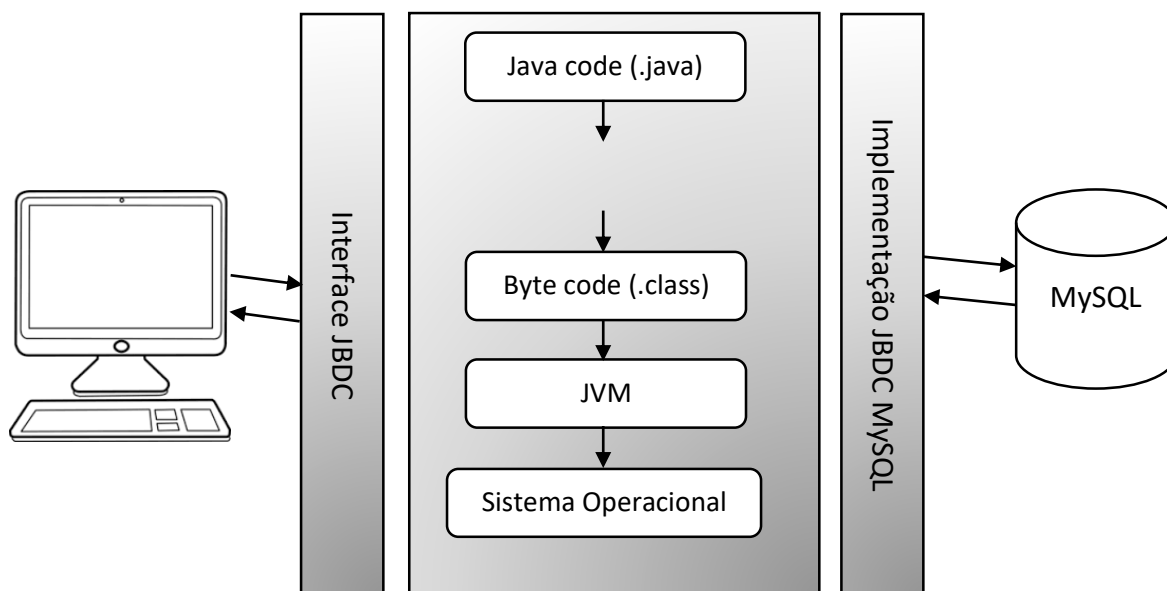 Interface JBDC
Java code (.java)
Byte code (.class)
JVM
Sistema Operacional
Implementação JBDC MySQL
MySQL